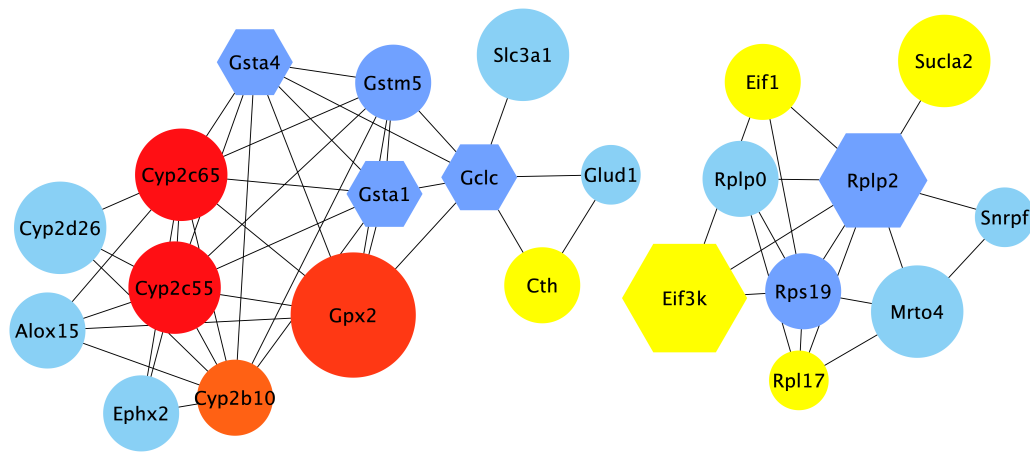 Gsta4
Gstm5
Slc3a1
Cyp2c65
Gsta1
Gclc
Glud1
Cyp2d26
Cyp2c55
Gpx2
Cth
Alox15
Ephx2
Cyp2b10
Eif1
Sucla2
Rplp0
Rplp2
Snrpf
Eif3k
Rps19
Mrto4
Rpl17